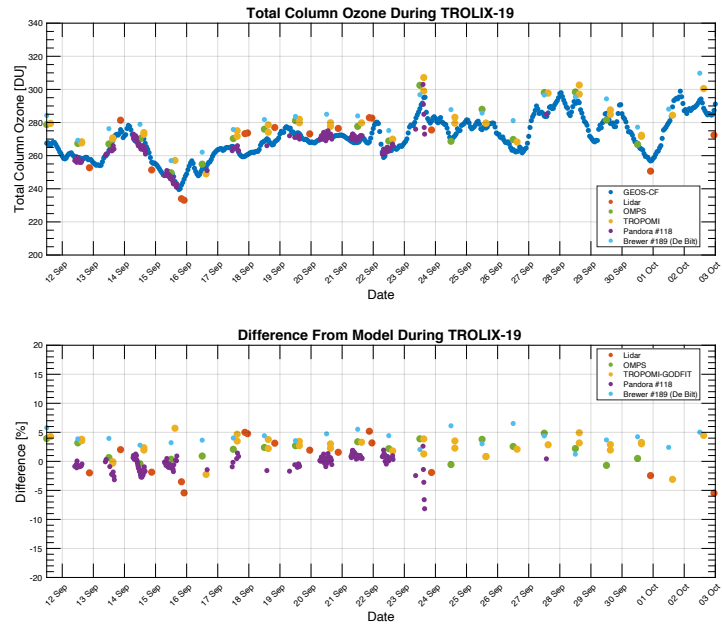 Total Column Ozone During TROLIX-19
Total Column Ozone [DU]
340
320
300
280
260
240
220
200
GEOS-CF
Lidar
OMPS
TROPOMI
Pandora #118
Brewer #189 (De Bilt)
12 Sep
13 Sep
14 Sep
15 Sep
16 Sep
17 Sep
18 Sep
19 Sep
20 Sep
21 Sep
22 Sep
23 Sep
24 Sep
25 Sep
26 Sep
27 Sep
28 Sep
29 Sep
30 Sep
01 Oct
02 Oct
03 Oct
Date
Difference From Model During TROLIX-19
Difference [%]
20
15
10
5
0
-5
-10
-15
-20
Lidar
OMPS
TROPOMI-GODFIT
Pandora #118
Brewer #189 (De Bilt)
12 Sep
13 Sep
14 Sep
15 Sep
16 Sep
17 Sep
18 Sep
19 Sep
20 Sep
21 Sep
22 Sep
23 Sep
24 Sep
25 Sep
26 Sep
27 Sep
28 Sep
29 Sep
30 Sep
01 Oct
02 Oct
03 Oct
Date